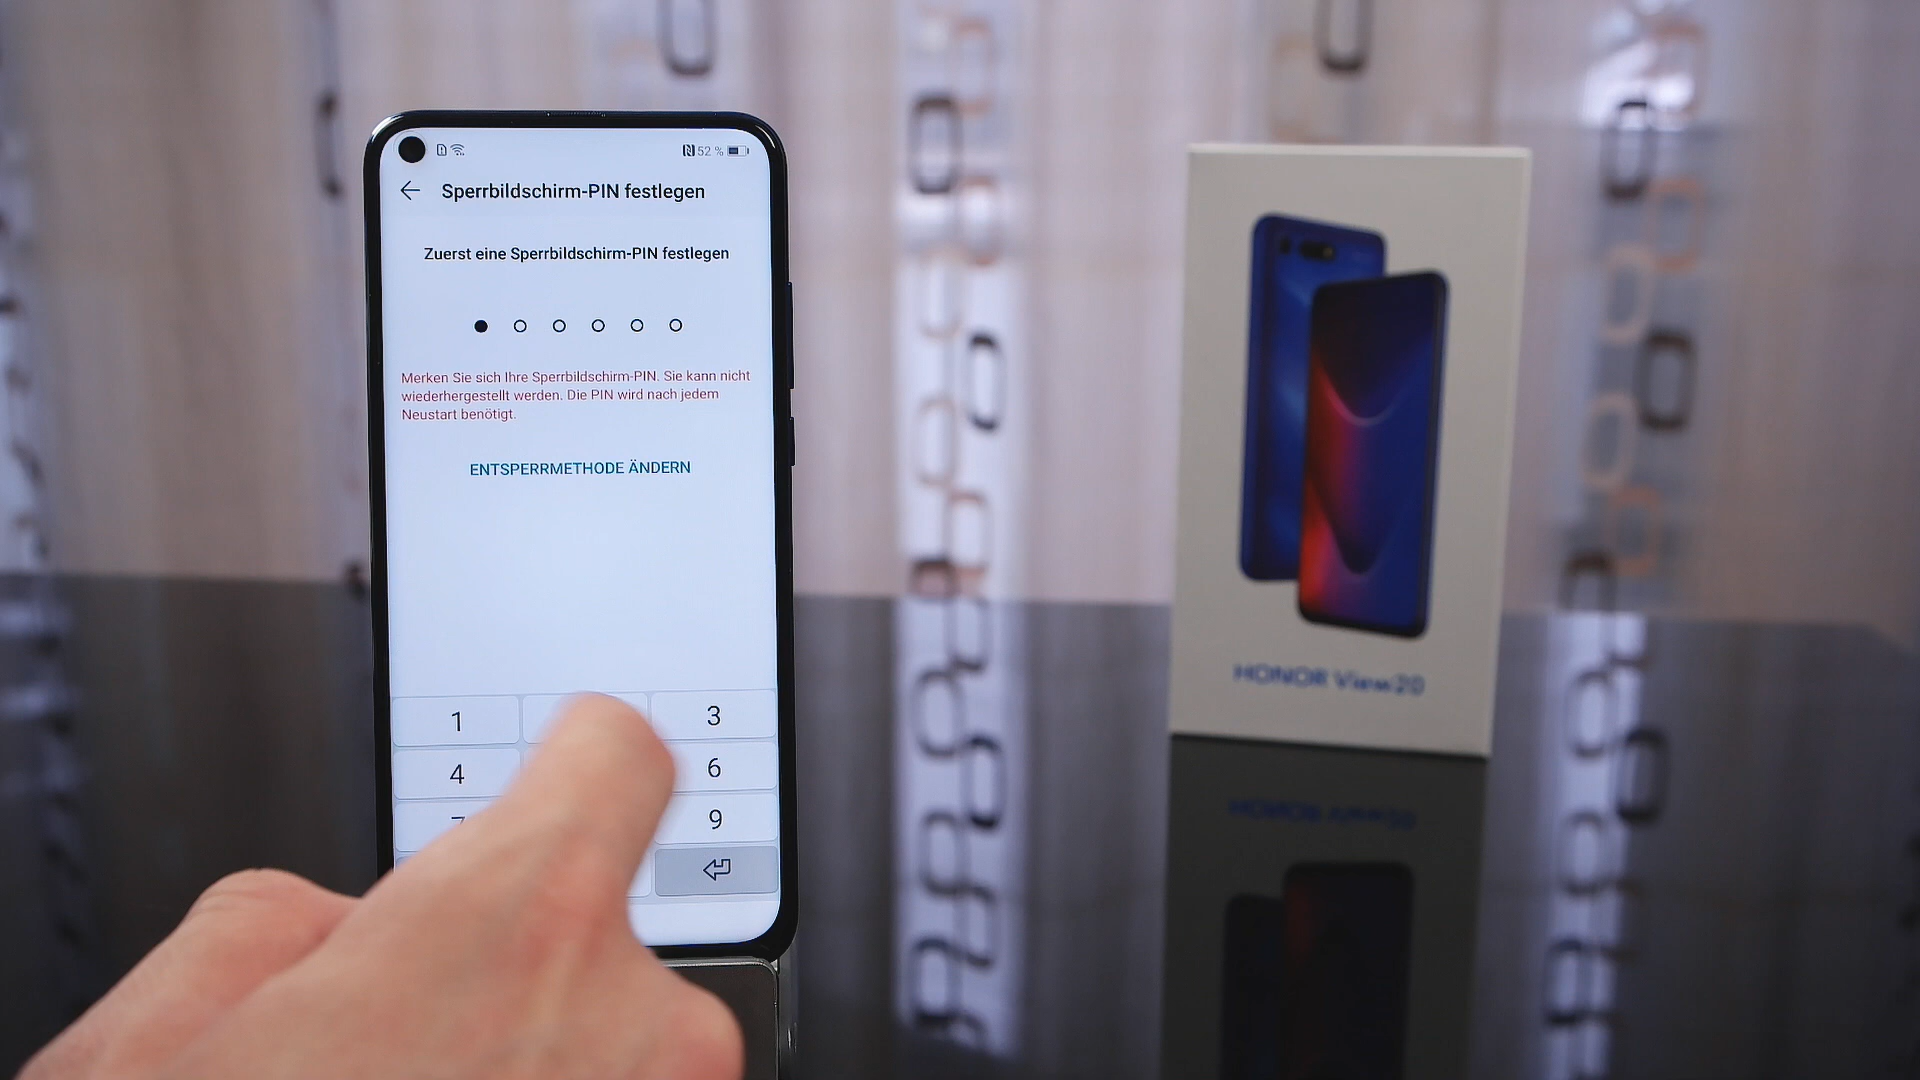 52 %
Sperrbildschirm-PIN festlegen
Zuerst eine Sperrbildschirm-PIN festlegen
Merken Sie sich Ihre Sperrbildschirm-PIN. Sie kann nicht
wiederhergestellt werden. Die PIN wird nach jedem
Neustart benötigt.
ENTSPERRMETHODE ÄNDERN
1
3
4
6
7
9
HONOR View20